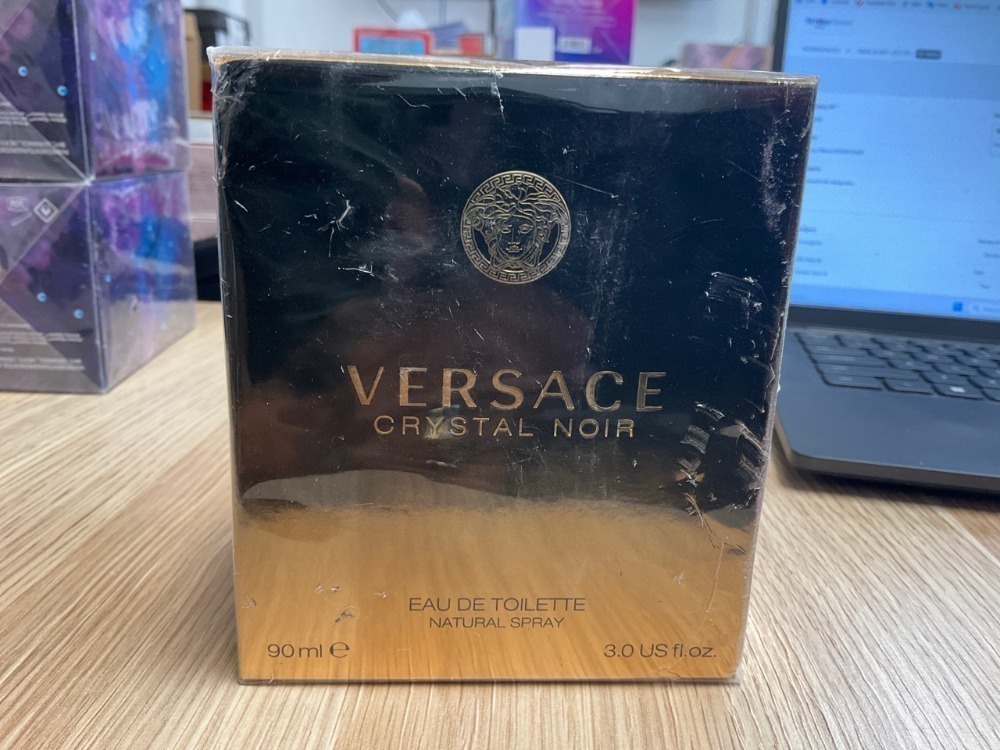 VERSACE
CRYSTAL NOIR
EAU DE TOILETTE
NATURAL SPRAY
90 ml ℮
3.0 US fl.oz.